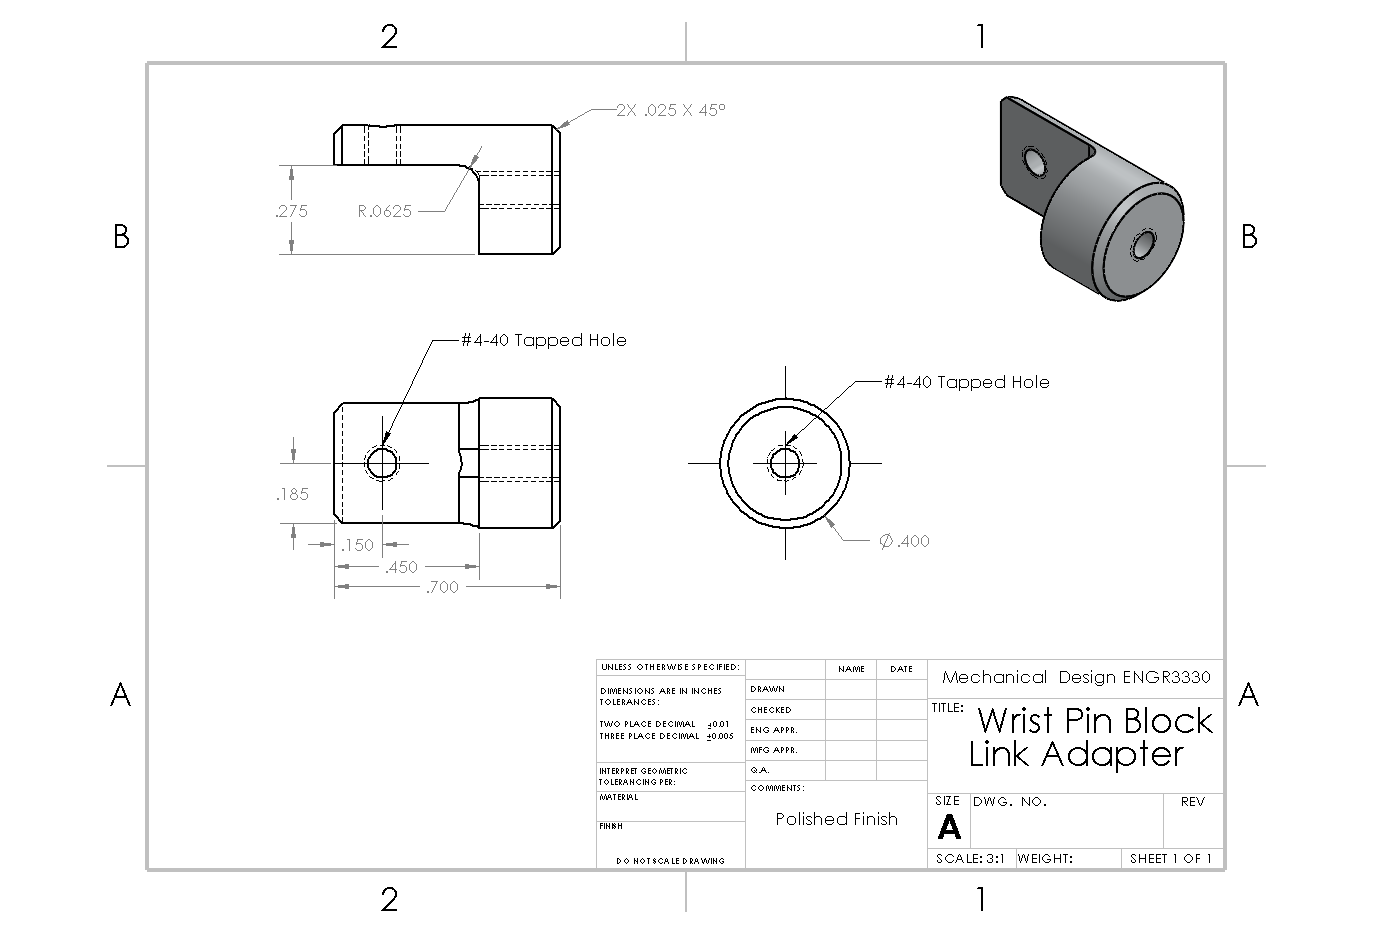 2
1
2X .025 X 45°
B
.275
R.0625
B
#4-40 Tapped Hole
#4-40 Tapped Hole
.185
.150
.450
.700
Ø.400
A
A
UNLESS OTHERWISE SPECIFIED:
DIMENSIONS ARE IN INCHES
TOLERANCES:
TWO PLACE DECIMAL ±0.01
THREE PLACE DECIMAL ±0.005
INTERPRET GEOMETRIC
TOLERANCING PER:
MATERIAL
FINISH
DO NOT SCALE DRAWING
NAME DATE
DRAWN
CHECKED
ENG APPR.
MFG APPR.
Q.A.
COMMENTS:
Polished Finish
Mechanical Design ENGR3330
TITLE:
Wrist Pin Block
Link Adapter
SIZE DWG. NO. REV
A
SCALE: 3:1 WEIGHT: SHEET 1 OF 1
2
1